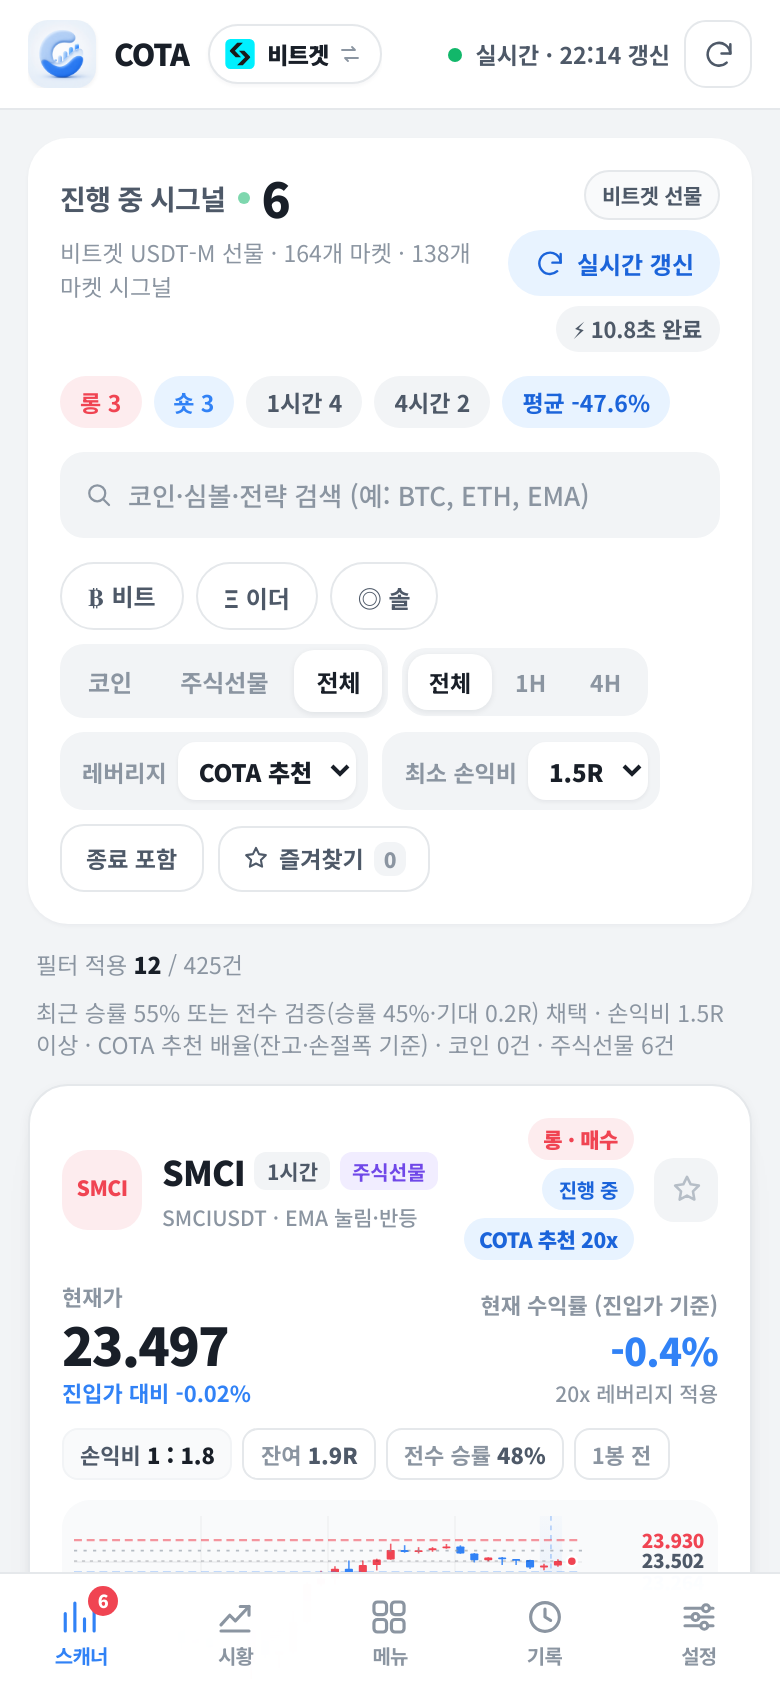 COTA 비트겟 실시간 · 22:14 갱신
진행 중 시그널 6
비트겟 선물
비트겟 USDT-M 선물 · 164개 마켓 · 138개
마켓 시그널
실시간 갱신
⚡ 10.8초 완료
롱 3 숏 3 1시간 4 4시간 2 평균 -47.6%
코인·심볼·전략 검색 (예: BTC, ETH, EMA)
₿ 비트 Ξ 이더 ◎ 솔
코인 주식선물 전체 전체 1H 4H
레버리지 COTA 추천 최소 손익비 1.5R
종료 포함 즐겨찾기 0
필터 적용 12 / 425건
최근 승률 55% 또는 전수 검증(승률 45%·기대 0.2R) 채택 · 손익비 1.5R
이상 · COTA 추천 배율(잔고·손절폭 기준) · 코인 0건 · 주식선물 6건
SMCI
SMCI 1시간 주식선물
SMCIUSDT · EMA 눌림·반등
롱 · 매수
진행 중
COTA 추천 20x
현재가
23.497
진입가 대비 -0.02%
현재 수익률 (진입가 기준)
-0.4%
20x 레버리지 적용
손익비 1 : 1.8 잔여 1.9R 전수 승률 48% 1봉 전
23.930
23.502
6
스캐너 시황 메뉴 기록 설정